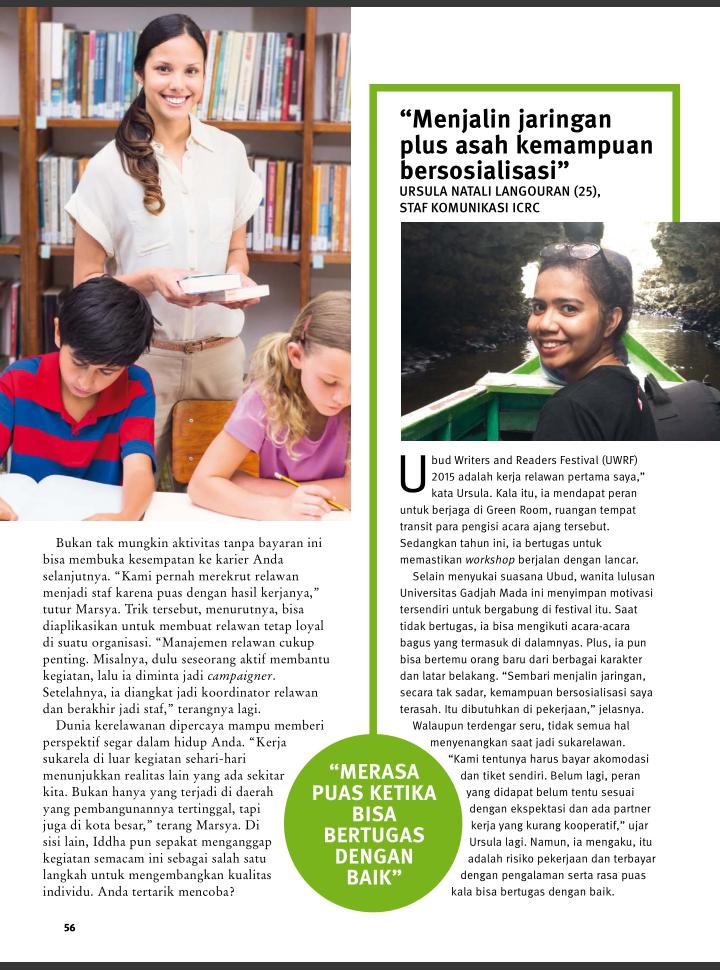 Bukan tak mungkin aktivitas tanpa bayaran ini
bisa membuka kesempatan ke karier Anda
selanjutnya. “Kami pernah merekrut relawan
menjadi staf karena puas dengan hasil kerjanya,”
tutur Marsya. Trik tersebut, menurutnya, bisa
diaplikasikan untuk membuat relawan tetap loyal
di suatu organisasi. “Manajemen relawan cukup
penting. Misalnya, dulu seseorang aktif membantu
kegiatan, lalu ia diminta jadi campaigner.
Setelahnya, ia diangkat jadi koordinator relawan
dan berakhir jadi staf,” terangnya lagi.
Dunia kerelawanan dipercaya mampu memberi
perspektif segar dalam hidup Anda. “Kerja
sukarela di luar kegiatan sehari-hari
menunjukkan realitas lain yang ada sekitar
kita. Bukan hanya yang terjadi di daerah
yang pembangunannya tertinggal, tapi
juga di kota besar,” terang Marsya. Di
sisi lain, Iddha pun sepakat menganggap
kegiatan semacam ini sebagai salah satu
langkah untuk mengembangkan kualitas
individu. Anda tertarik mencoba?
“Menjalin jaringan
plus asah kemampuan
bersosialisasi”
URSULA NATALI LANGOURAN (25),
STAF KOMUNIKASI ICRC
Ubud Writers and Readers Festival (UWRF)
2015 adalah kerja relawan pertama saya,”
kata Ursula. Kala itu, ia mendapat peran
untuk berjaga di Green Room, ruangan tempat
transit para pengisi acara ajang tersebut.
Sedangkan tahun ini, ia bertugas untuk
memastikan workshop berjalan dengan lancar.
Selain menyukai suasana Ubud, wanita lulusan
Universitas Gadjah Mada ini menyimpan motivasi
tersendiri untuk bergabung di festival itu. Saat
tidak bertugas, ia bisa mengikuti acara-acara
bagus yang termasuk di dalamnyas. Plus, ia pun
bisa bertemu orang baru dari berbagai karakter
dan latar belakang. “Sembari menjalin jaringan,
secara tak sadar, kemampuan bersosialisasi saya
terasah. Itu dibutuhkan di pekerjaan,” jelasnya.
Walaupun terdengar seru, tidak semua hal
menyenangkan saat jadi sukarelawan.
“Kami tentunya harus bayar akomodasi
dan tiket sendiri. Belum lagi, peran
yang didapat belum tentu sesuai
dengan ekspektasi dan ada partner
kerja yang kurang kooperatif,” ujar
Ursula lagi. Namun, ia mengaku, itu
adalah risiko pekerjaan dan terbayar
dengan pengalaman serta rasa puas
kala bisa bertugas dengan baik.
“MERASA
PUAS KETIKA
BISA
BERTUGAS
DENGAN
BAIK”
56